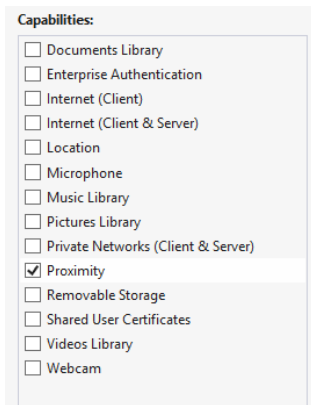 Capabilities:
Documents Library
Enterprise Authentication
Internet (Client)
Internet (Client & Server)
Location
Microphone
Music Library
Pictures Library
Private Networks (Client & Server)
Proximity
Removable Storage
Shared User Certificates
Videos Library
Webcam